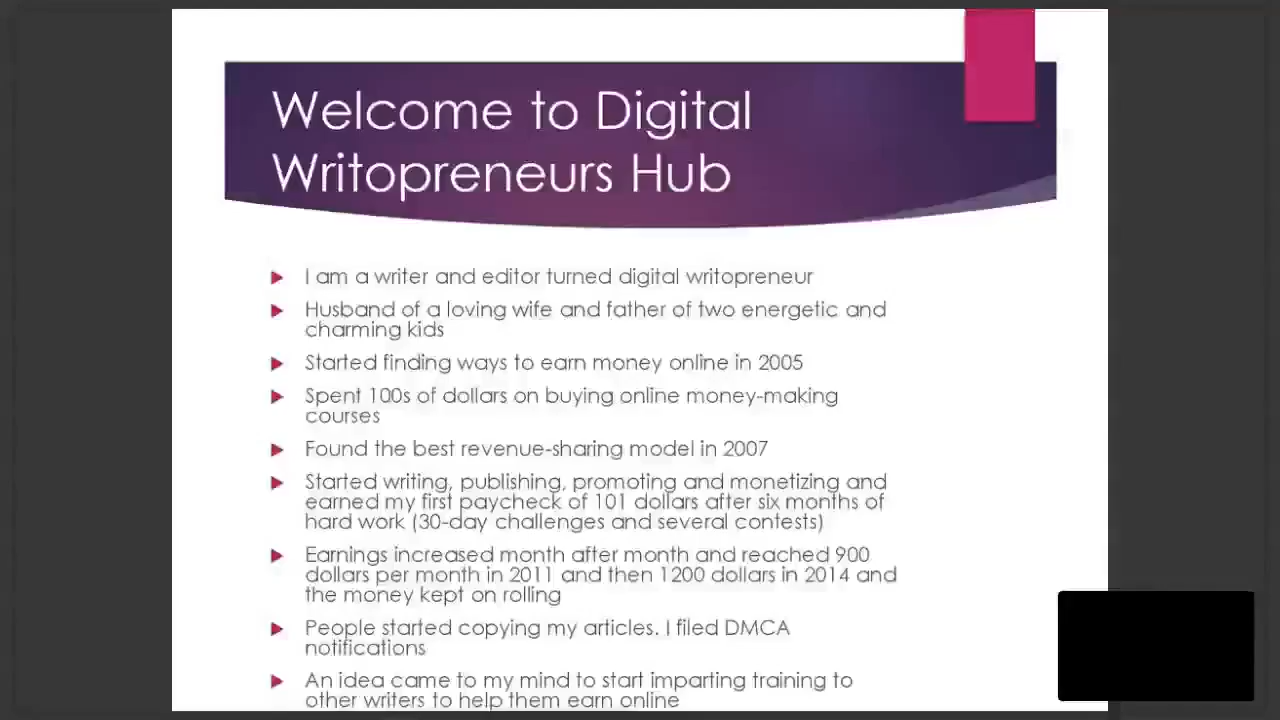 Welcome to Digital
Writopreneurs Hub
I am a writer and editor turned digital writopreneur
Husband of a loving wife and father of two energetic and
charming kids
Started finding ways to earn money online in 2005
Spent 100s of dollars on buying online money-making
courses
Found the best revenue-sharing model in 2007
Started writing, publishing, promoting and monetizing and
earned my first paycheck of 101 dollars after six months of
hard work (30-day challenges and several contests)
Earnings increased month after month and reached 900
dollars per month in 2011 and then 1200 dollars in 2014 and
the money kept on rolling
People started copying my articles. I filed DMCA
notifications
An idea came to my mind to start imparting training to
other writers to help them earn online